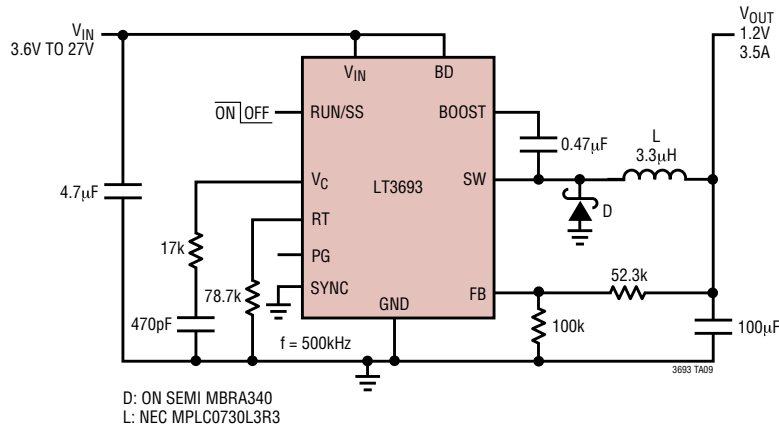 VIN
3.6V TO 27V
VOUT
1.2V
3.5A
VIN
BD
ON OFF
RUN/SS
BOOST
0.47µF
L
3.3µH
VC
LT3693
SW
4.7µF
D
RT
17k
PG
52.3k
78.7k
SYNC
FB
GND
470pF
f = 500kHz
100k
100µF
3693 TA09
D: ON SEMI MBRA340
L: NEC MPLC0730L3R3